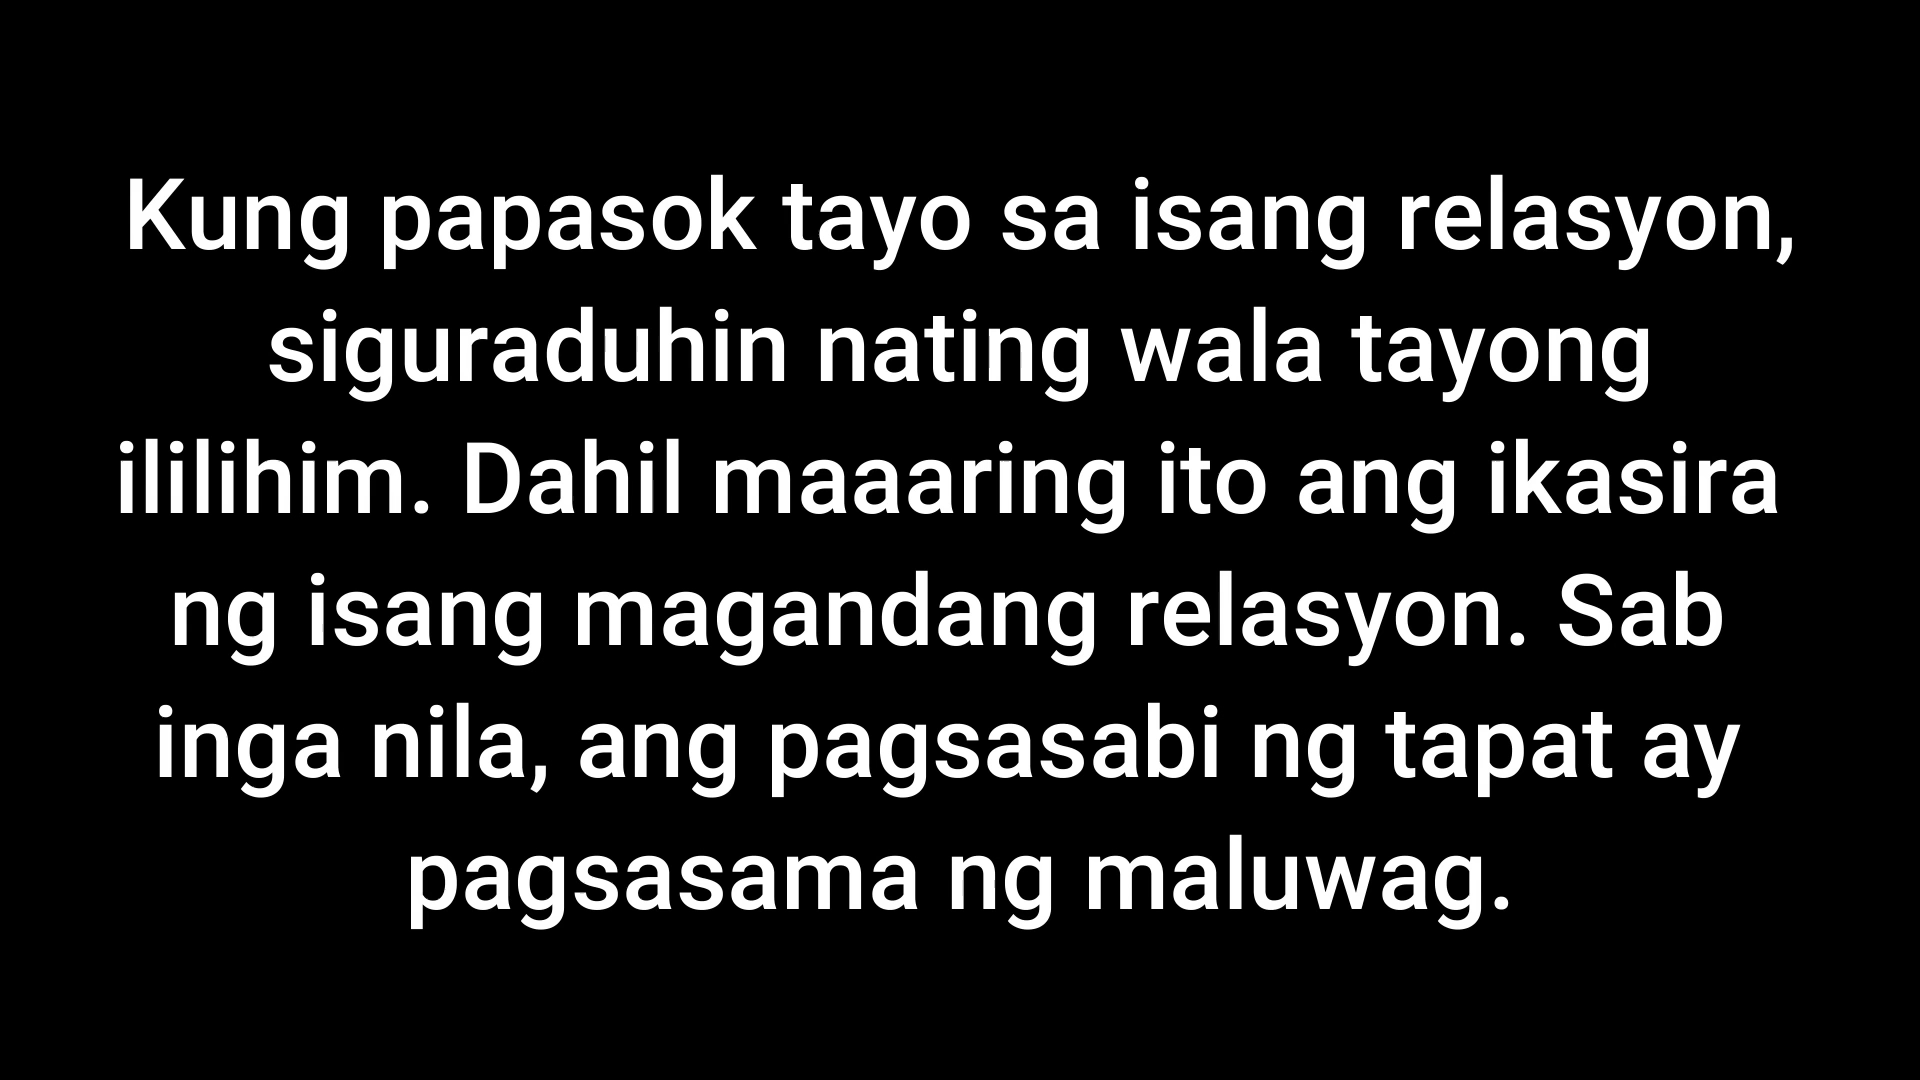 Kung papasok tayo sa isang relasyon,
siguraduhin nating wala tayong
ililihim. Dahil maaaring ito ang ikasira
ng isang magandang relasyon. Sab
inga nila, ang pagsasabi ng tapat ay
pagsasama ng maluwag.